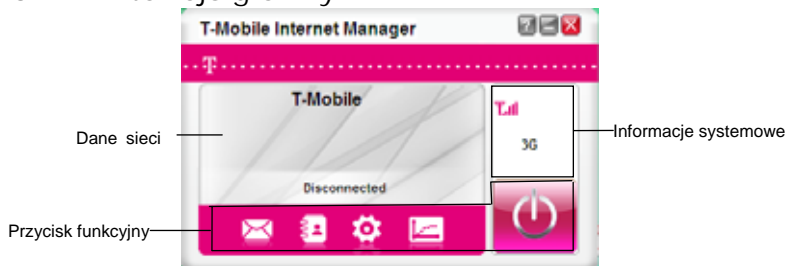 T-Mobile Internet Manager
T
T-Mobile
Dane sieci
Informacje systemowe
3G
Disconnected
Przycisk funkcyjny